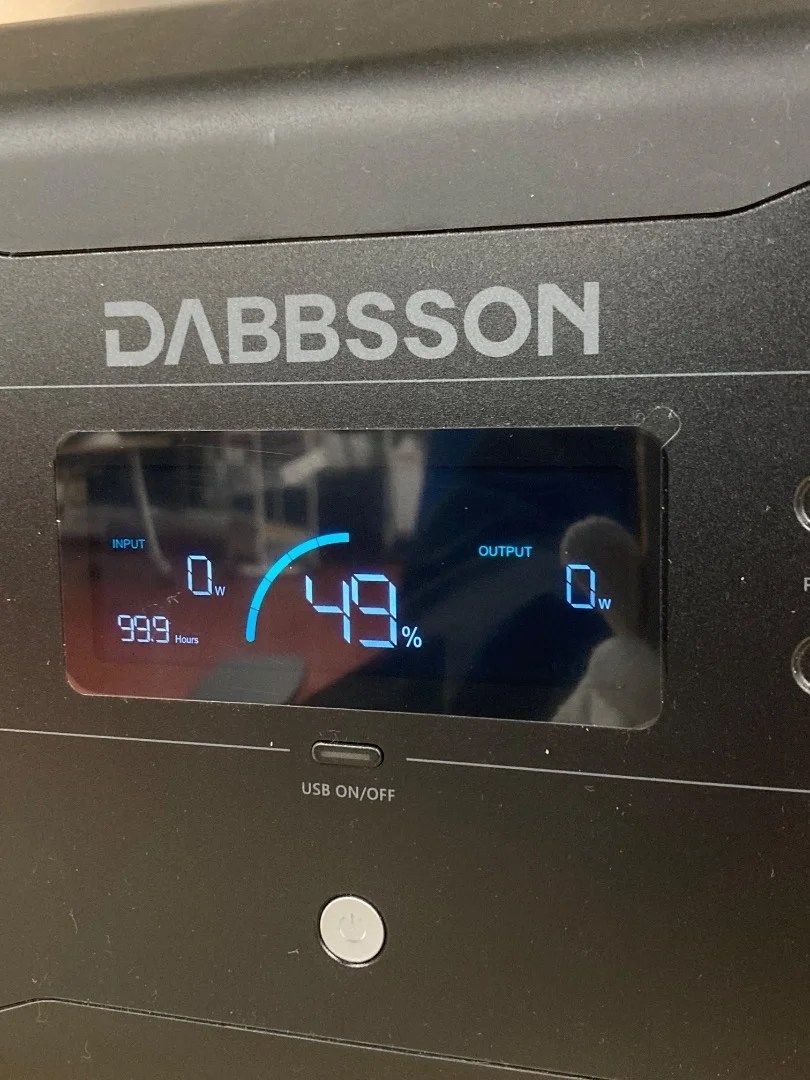 DABBSSON
INPUT
OUTPUT
0W
49%
0W
99.9 Hours
USB ON/OFF